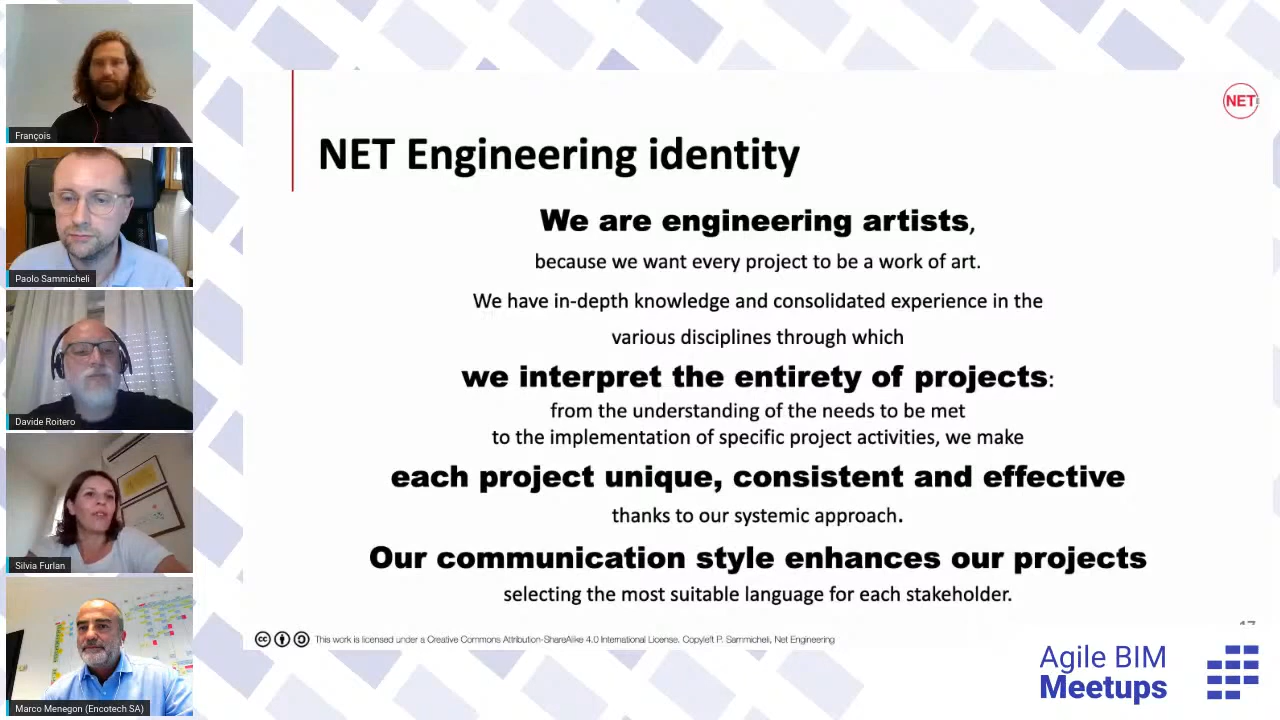 François
Paolo Sammicheli
Davide Roitero
Silvia Furlan
Marco Menegon (Encotech SA)
NET
NET Engineering identity
We are engineering artists,
because we want every project to be a work of art.
We have in-depth knowledge and consolidated experience in the
various disciplines through which
we interpret the entirety of projects:
from the understanding of the needs to be met
to the implementation of specific project activities, we make
each project unique, consistent and effective
thanks to our systemic approach.
Our communication style enhances our projects
selecting the most suitable language for each stakeholder.
This work is licensed under a Creative Commons Attribution-ShareAlike 4.0 International License. Copyleft P. Sammicheli, Net Engineering
Agile BIM
Meetups